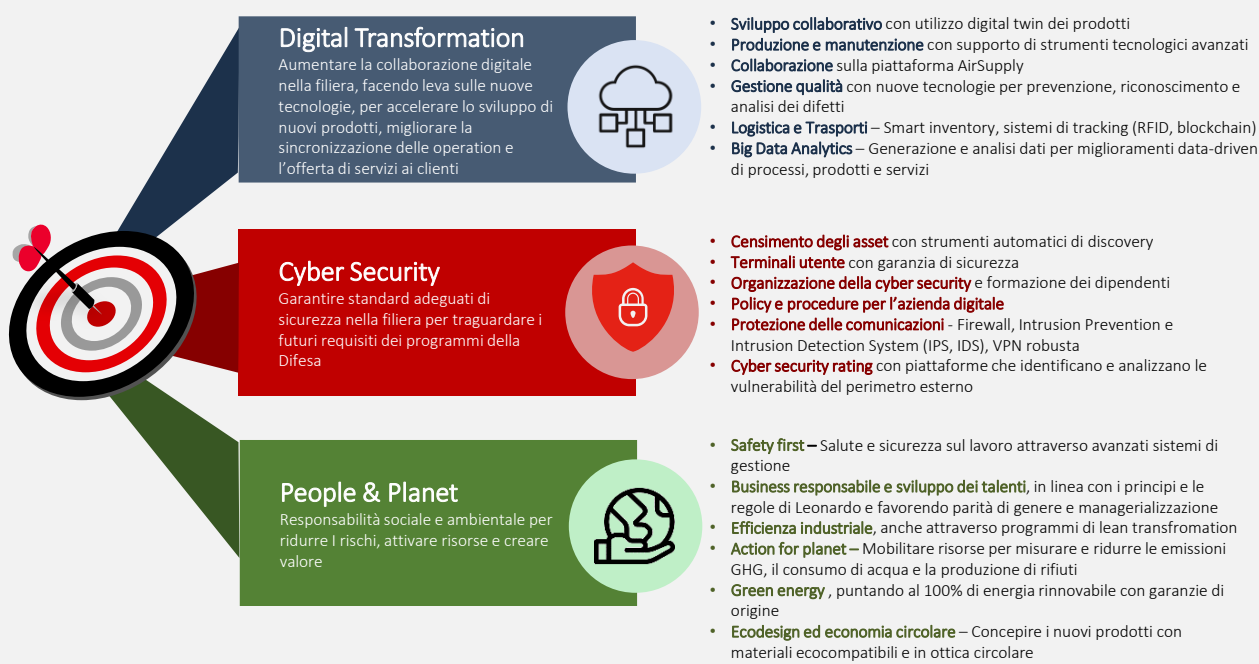 Digital Transformation
Aumentare la collaborazione digitale
nella filiera, facendo leva sulle nuove
tecnologie, per accelerare lo sviluppo di
nuovi prodotti, migliorare la
sincronizzazione delle operation e
l'offerta di servizi ai clienti
• Sviluppo collaborativo con utilizzo digital twin dei prodotti
• Produzione e manutenzione con supporto di strumenti tecnologici avanzati
• Collaborazione sulla piattaforma AirSupply
• Gestione qualità con nuove tecnologie per prevenzione, riconoscimento e
analisi dei difetti
• Logistica e Trasporti – Smart inventory, sistemi di tracking (RFID, blockchain)
• Big Data Analytics – Generazione e analisi dati per miglioramenti data-driven
di processi, prodotti e servizi
Cyber Security
Garantire standard adeguati di
sicurezza nella filiera per traguardare i
futuri requisiti dei programmi della
Difesa
• Censimento degli asset con strumenti automatici di discovery
• Terminali utente con garanzia di sicurezza
• Organizzazione della cyber security e formazione dei dipendenti
• Policy e procedure per l'azienda digitale
• Protezione delle comunicazioni - Firewall, Intrusion Prevention e
Intrusion Detection System (IPS, IDS), VPN robusta
• Cyber security rating con piattaforme che identificano e analizzano le
vulnerabilità del perimetro esterno
People & Planet
Responsabilità sociale e ambientale per
ridurre I rischi, attivare risorse e creare
valore
• Safety first – Salute e sicurezza sul lavoro attraverso avanzati sistemi di
gestione
• Business responsabile e sviluppo dei talenti, in linea con i principi e le
regole di Leonardo e favorendo parità di genere e managerializzazione
• Efficienza industriale, anche attraverso programmi di lean transfromation
• Action for planet – Mobilitare risorse per misurare e ridurre le emissioni
GHG, il consumo di acqua e la produzione di rifiuti
• Green energy , puntando al 100% di energia rinnovabile con garanzie di
origine
• Ecodesign ed economia circolare – Concepire i nuovi prodotti con
materiali ecocompatibili e in ottica circolare